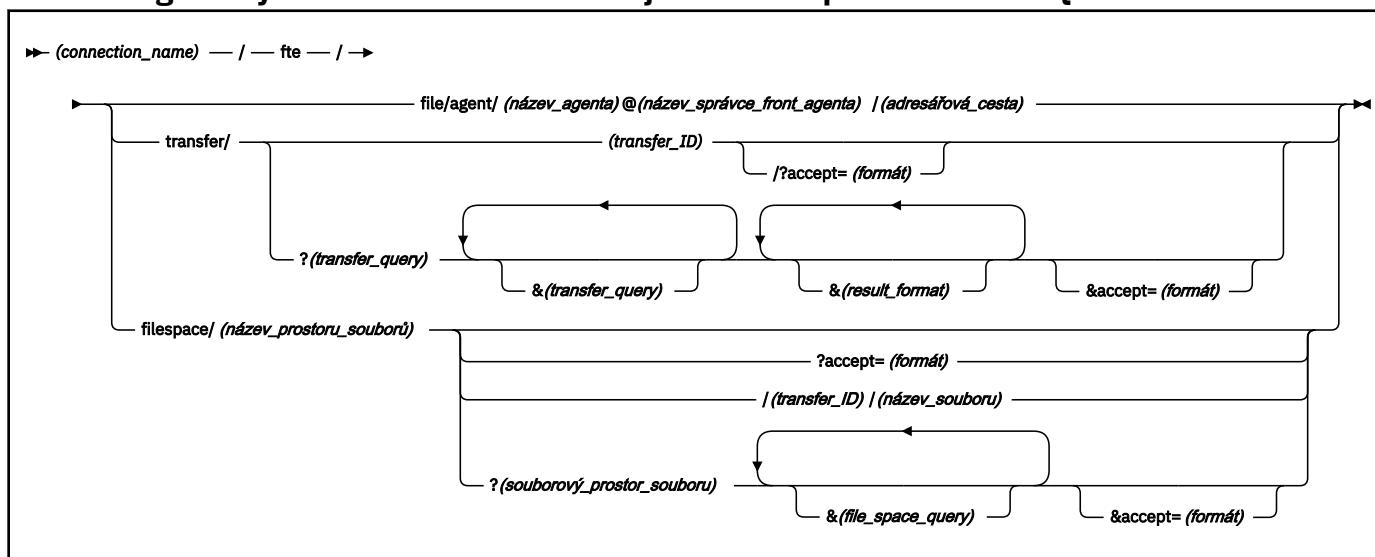 (connection_name) / fte /
file/agent/ (název_agenta) @ (název_správce_front_agenta) / (adresářová_cesta)
transfer/ (transfer_ID)
/?accept= (formát)
? (transfer_query)
& (transfer_query) & (result_format) &accept= (formát)
filespace/ (název_prostoru_souborů)
?accept= (formát)
/ (transfer_ID) / (název_souboru)
? (souborový_prostor_souboru)
& (file_space_query) &accept= (formát)